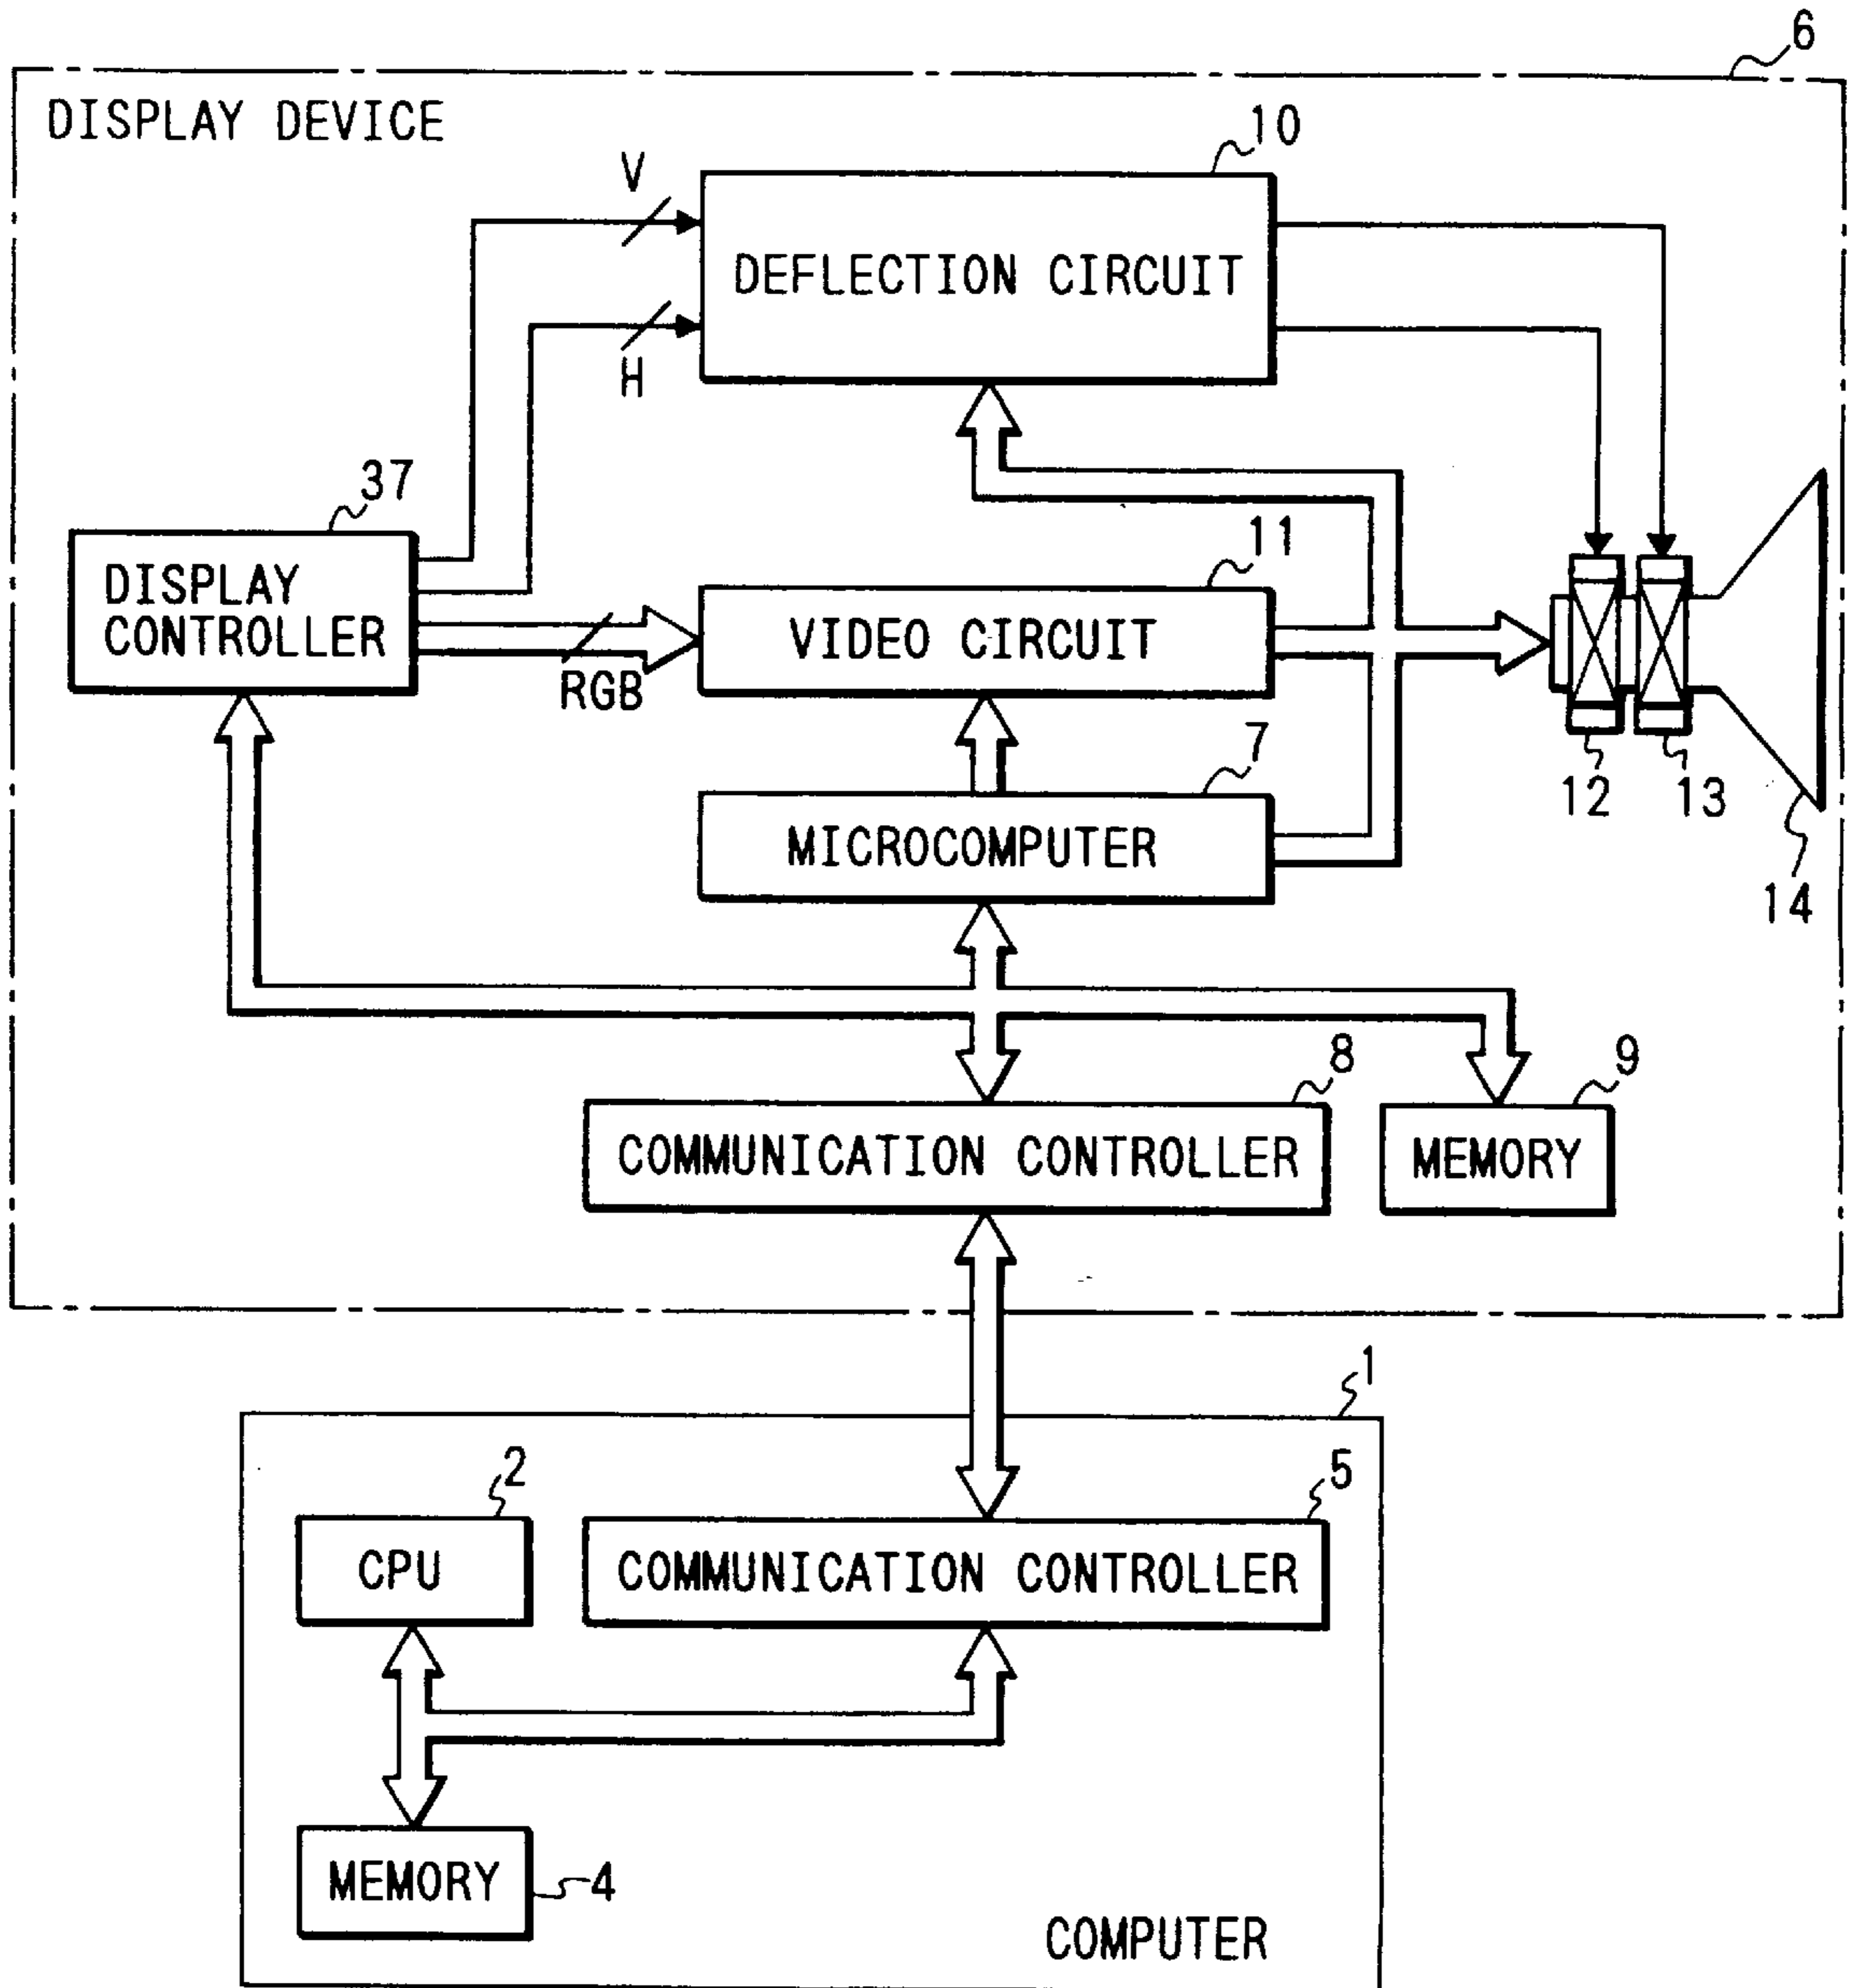 6
DISPLAY DEVICE
10
V
DEFLECTION CIRCUIT
H
37
11
DISPLAY
CONTROLLER
VIDEO CIRCUIT
RGB
7
12
13
MICROCOMPUTER
14
8
9
COMMUNICATION CONTROLLER
MEMORY
1
2
5
CPU
COMMUNICATION CONTROLLER
MEMORY
4
COMPUTER